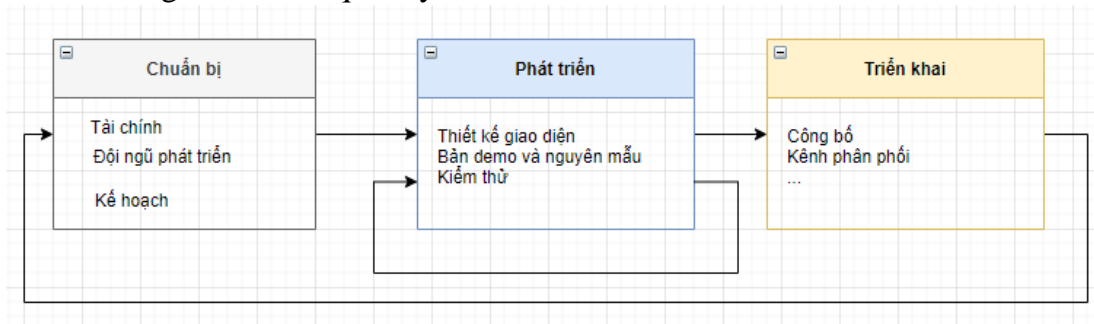 Chuẩn bị
Tài chính
Đội ngũ phát triển
Kế hoạch
Phát triển
Thiết kế giao diện
Bản demo và nguyên mẫu
Kiểm thử
Triển khai
Công bố
Kênh phân phối
...